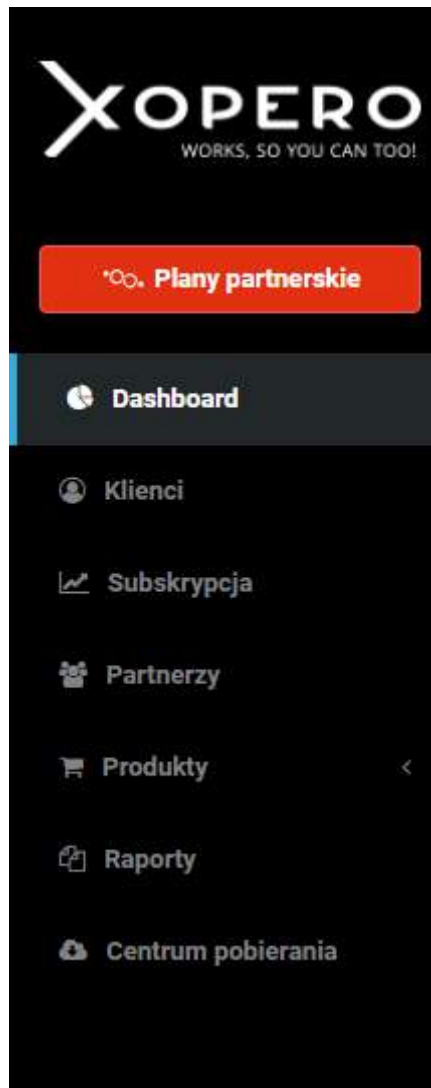 XOPERO
WORKS, SO YOU CAN TOO!
Plany partnerskie
Dashboard
Klienci
Subskrypcja
Partnerzy
Produkty
Raporty
Centrum pobierania